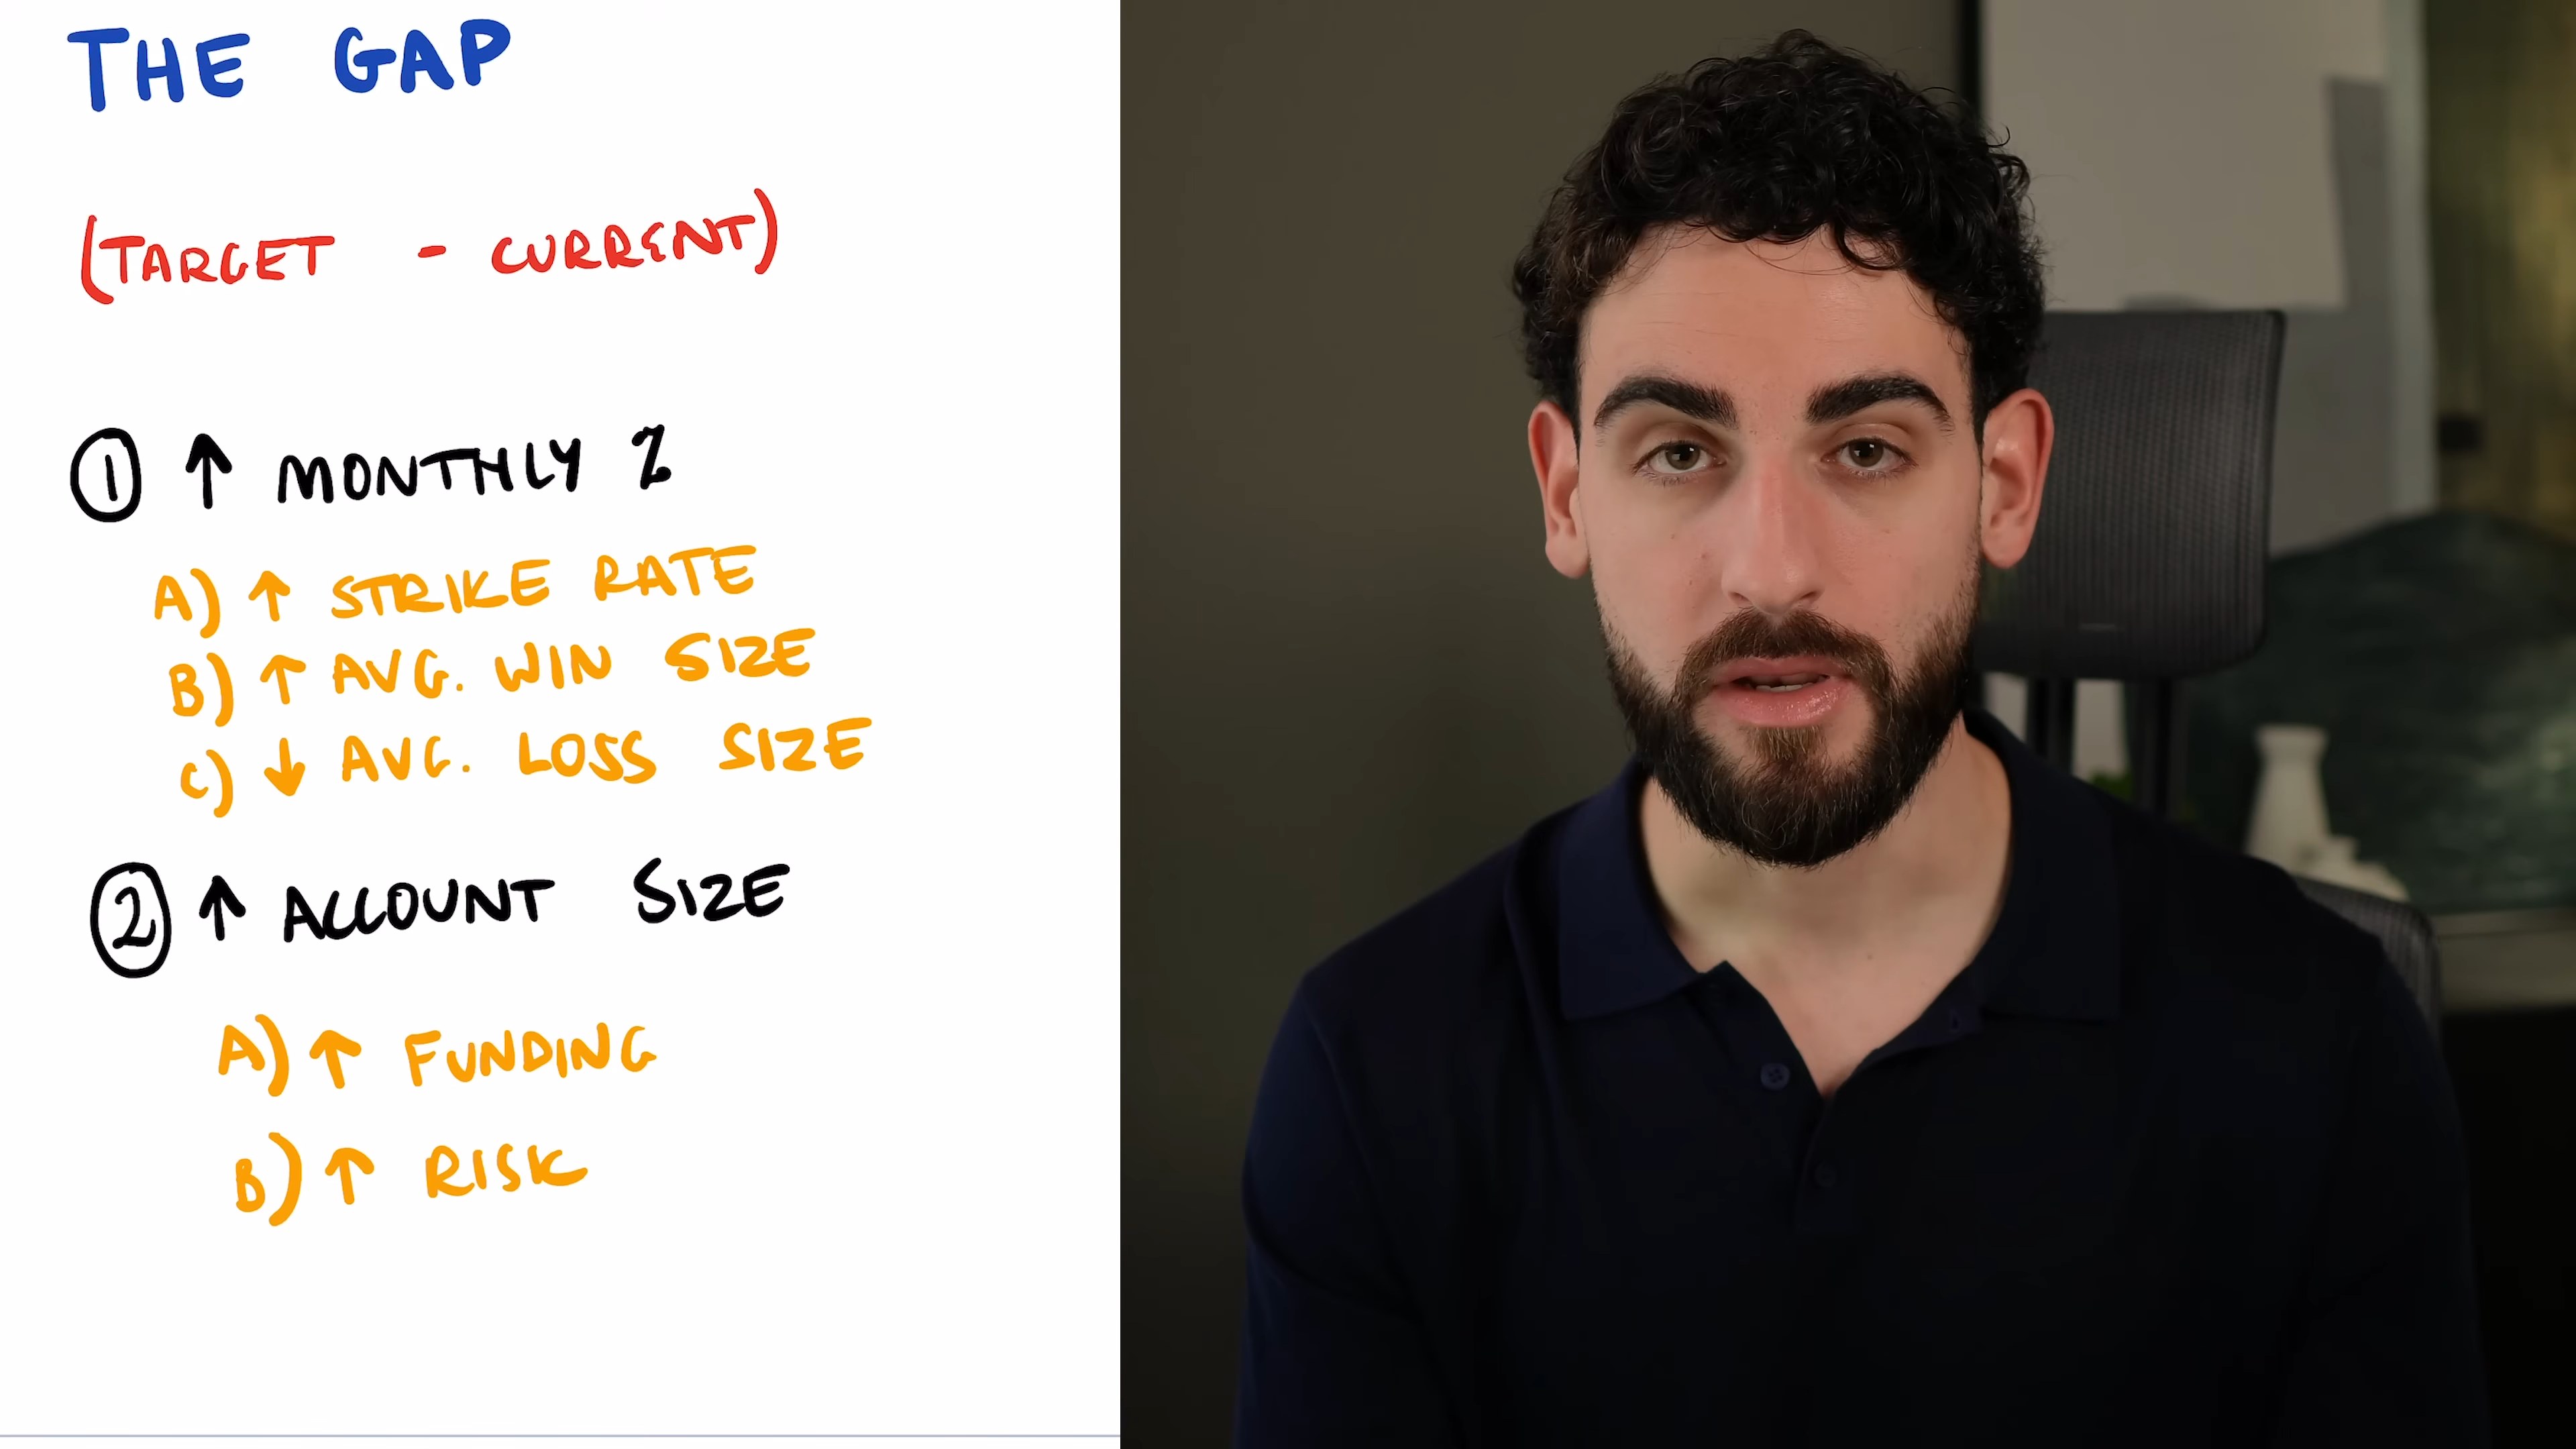 THE GAP
(TARGET - CURRENT)
① ↑ MONTHLY %
A) ↑ STRIKE RATE
B) ↑ AVG. WIN SIZE
C) ↓ AVG. LOSS SIZE
② ↑ ACCOUNT SIZE
A) ↑ FUNDING
B) ↑ RISK